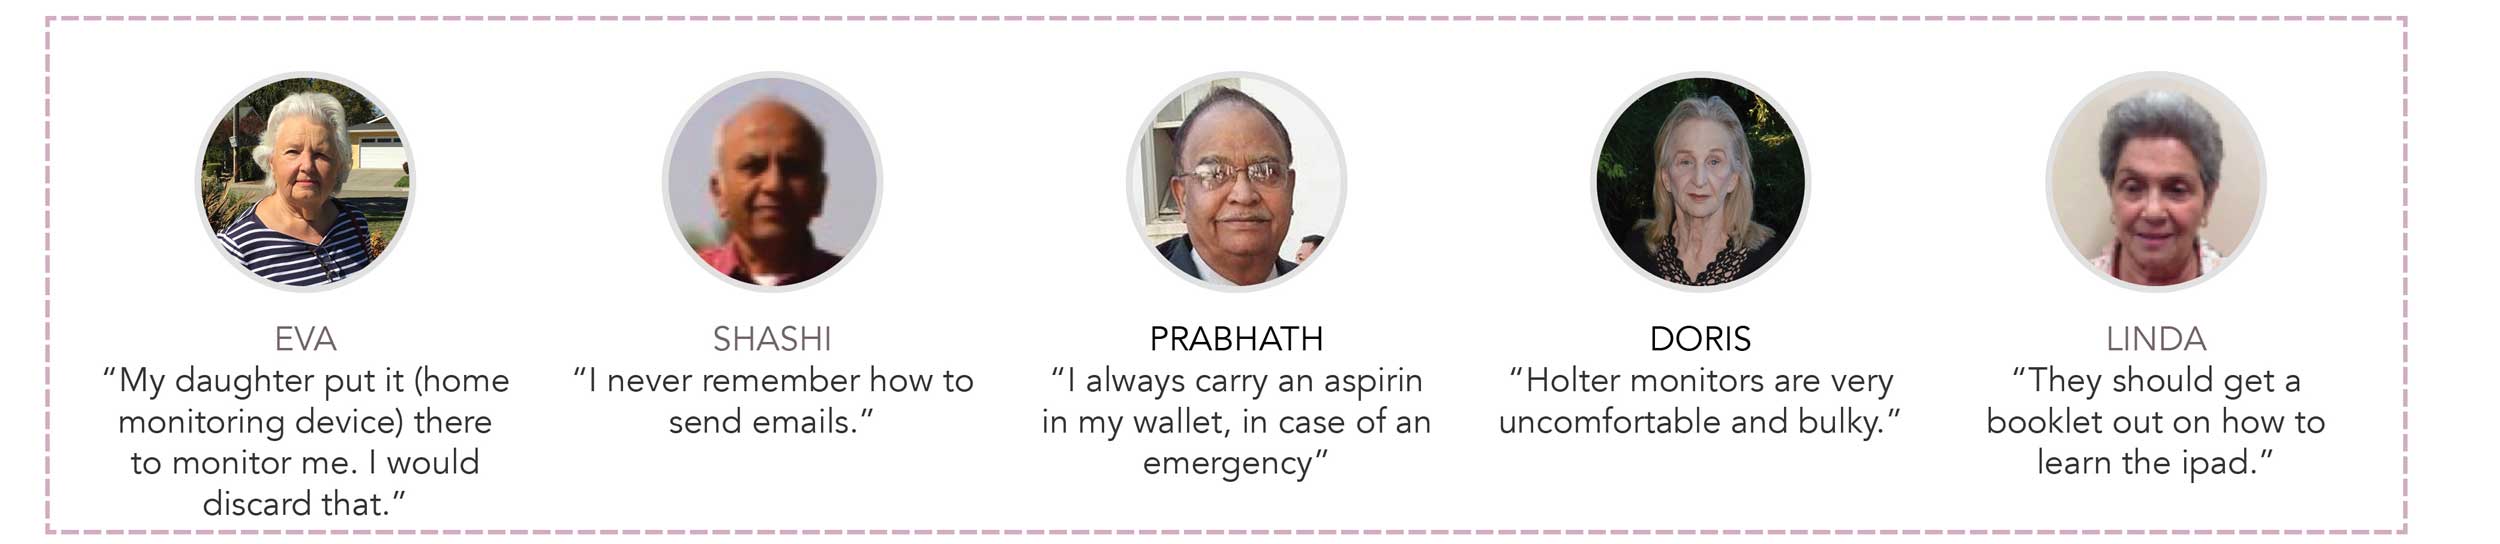 EVA
“My daughter put it (home
monitoring device) there
to monitor me. I would
discard that.”
SHASHI
“I never remember how to
send emails.”
PRABHATH
“I always carry an aspirin
in my wallet, in case of an
emergency”
DORIS
“Holter monitors are very
uncomfortable and bulky.”
LINDA
“They should get a
booklet out on how to
learn the ipad.”